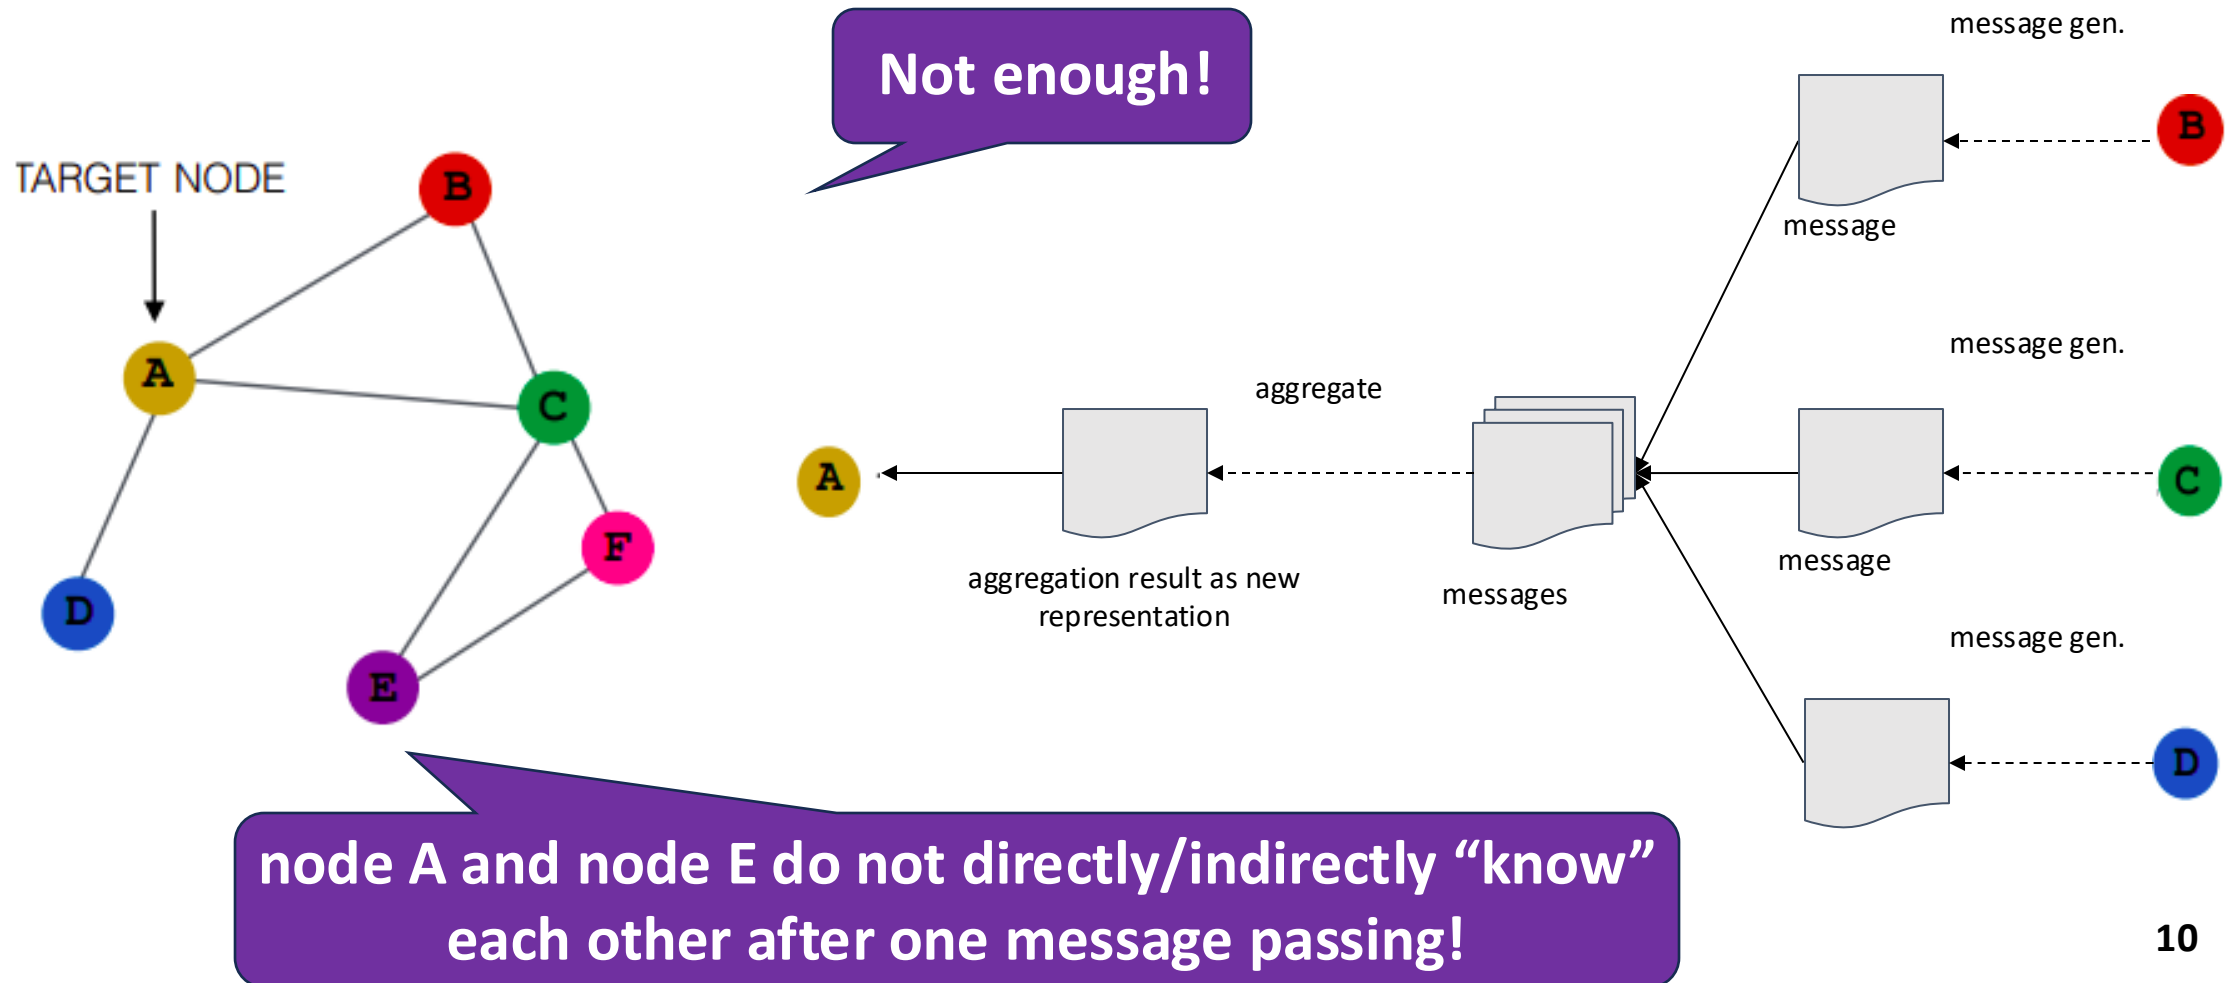 Not enough!
TARGET NODE
B
A
C
F
D
E
message gen.
B
message
message gen.
aggregate
A
C
message
aggregation result as new
representation
messages
message gen.
D
node A and node E do not directly/indirectly “know”
each other after one message passing!
10